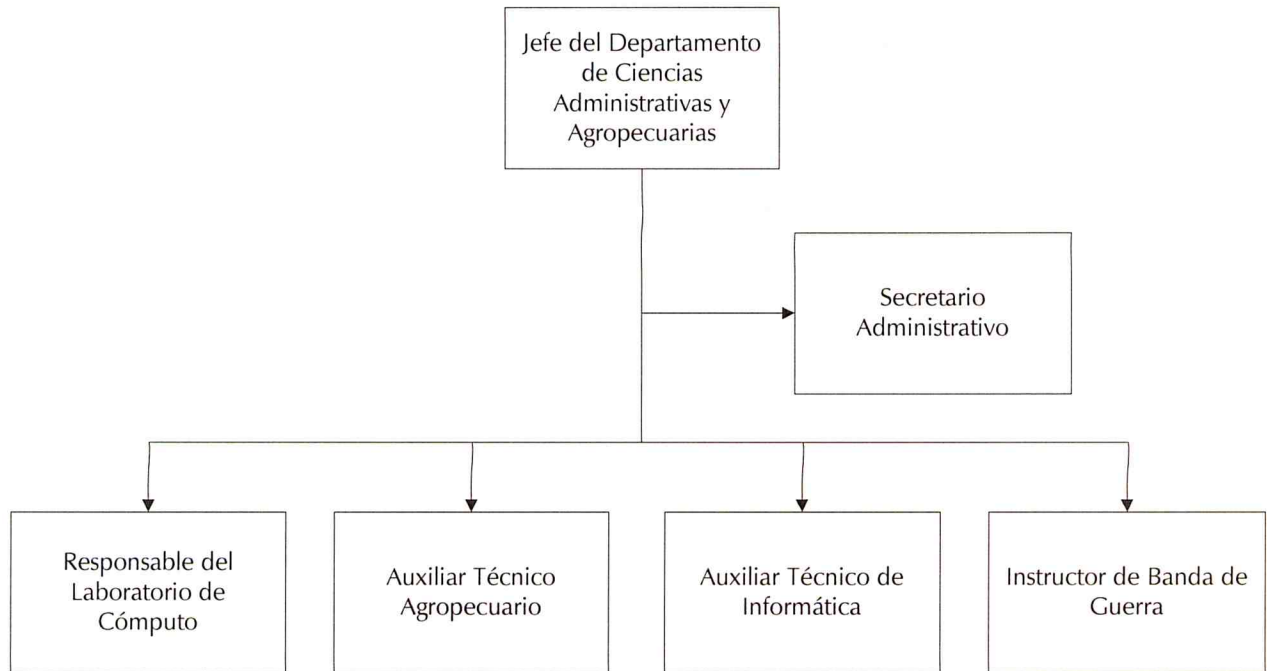 Jefe del Departamento
de Ciencias
Administrativas y
Agropecuarias
Secretario
Administrativo
Responsable del
Laboratorio de
Cómputo
Auxiliar Técnico
Agropecuario
Auxiliar Técnico de
Informática
Instructor de Banda de
Guerra